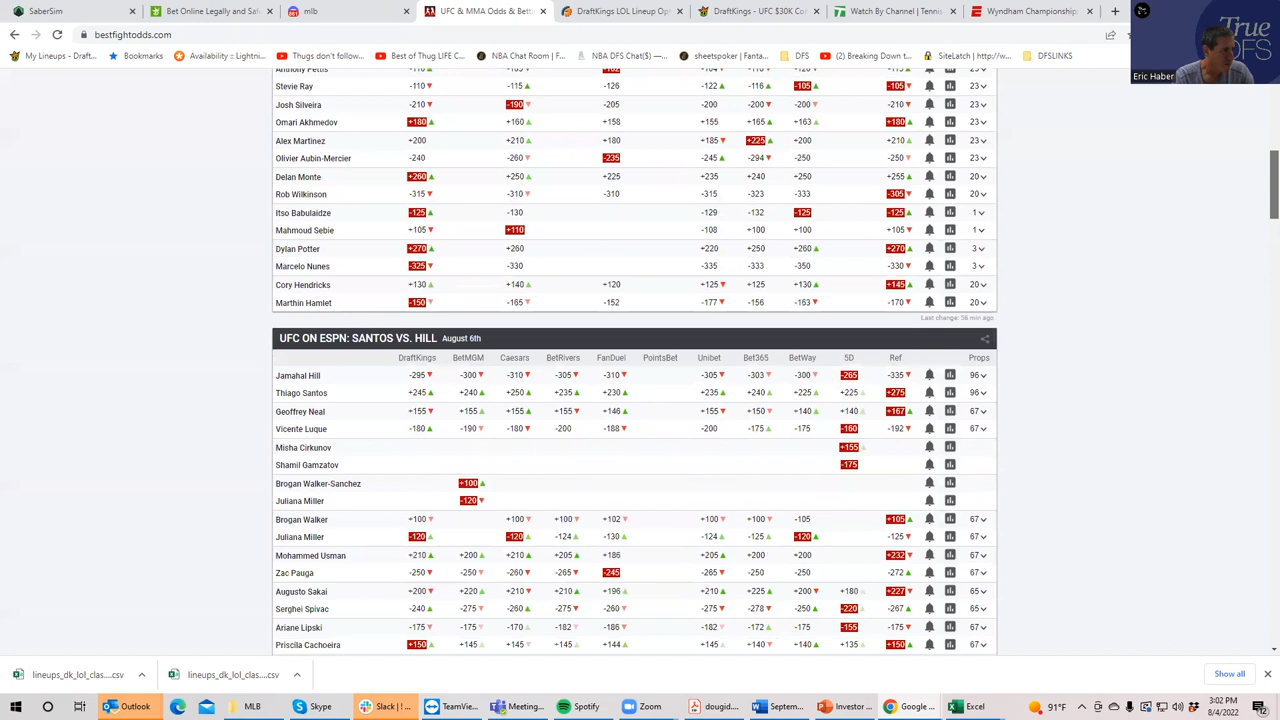 SaberSim
Bet Online Legally and Saf
mlb
UFC & MMA Odds & Bett
DraftKings LOL Lineup Opt
DraftKings - UFC $30K Co
Watch By Channel | Tennis
Wyndham Championship
bestfightodds.com
My Lineups - Draft...
Bookmarks
Availability :: Lightni...
Thugs don't follow...
Best of Thug LIFE C...
NBA Chat Room | F...
NBA DFS Chat($) -...
sheetspoker | Fanta...
DFS
(2) Breaking Down t...
SiteLatch | http://w...
DFSLINKS
True DFS
Eric Haber
Anthony Pettis
Stevie Ray -110 -115 -126 -122 -116 -105 -105 23
Josh Silveira -210 -190 -205 -200 -200 -200 -210 23
Omari Akhmedov +180 +160 +158 +155 +165 +163 +180 23
Alex Martinez +200 +210 +180 +185 +225 +200 +210 23
Olivier Aubin-Mercier -240 -260 -235 -245 -294 -250 -250 23
Delan Monte +260 +250 +225 +235 +240 +250 +255 20
Rob Wilkinson -315 -310 -310 -315 -323 -333 -305 20
Itso Babulaidze -125 -130 -129 -132 -125 -125 1
Mahmoud Sebie +105 +110 -108 +100 +100 +105 1
Dylan Potter +270 +260 +220 +250 +260 +270 3
Marcelo Nunes -325 -330 -335 -333 -350 -330 3
Cory Hendricks +130 +140 +120 +125 +125 +130 +145 20
Marthin Hamlet -150 -165 -152 -177 -156 -163 -170 20
Last change: 56 min ago
UFC ON ESPN: SANTOS VS. HILL August 6th
DraftKings BetMGM Caesars BetRivers FanDuel PointsBet Unibet Bet365 BetWay 5D Ref Props
Jamahal Hill -295 -300 -310 -305 -310 -305 -303 -300 -265 -335 96
Thiago Santos +245 +240 +250 +235 +230 +235 +240 +225 +225 +275 96
Geoffrey Neal +155 +155 +155 +155 +146 +155 +150 +140 +140 +167 67
Vicente Luque -180 -190 -180 -200 -188 -200 -175 -175 -160 -192 67
Misha Cirkunov +155
Shamil Gamzatov -175
Brogan Walker-Sanchez +100
Juliana Miller -120
Brogan Walker +100 +100 +100 +102 +100 +100 -105 +105 67
Juliana Miller -120 -120 -124 -130 -124 -125 -120 -125 67
Mohammed Usman +210 +200 +210 +205 +186 +205 +200 +200 +232 67
Zac Pauga -250 -250 -260 -265 -245 -265 -250 -250 -272 67
Augusto Sakai +200 +220 +210 +210 +196 +210 +225 +200 +180 +227 65
Serghei Spivac -240 -275 -260 -275 -260 -275 -278 -250 -220 -267 65
Ariane Lipski -175 -175 -170 -182 -186 -182 -172 -175 -155 -175 67
Priscila Cachoeira +150 +145 +145 +145 +144 +145 +140 +140 +135 +150 67
lineups_dk_lol_clas....csv
lineups_dk_lol_clas....csv
Show all
Outlook
MLB
Skype
Slack | ! ...
TeamVie...
Meeting...
Spotify
Zoom
dougid...
Septem...
Investor ...
Google ...
Excel
91°F
3:02 PM
8/4/2022
12